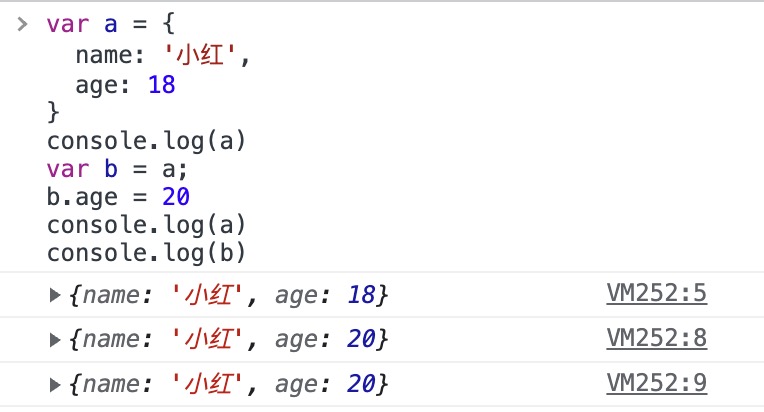 > var a = {
  name: '小红',
  age: 18
}
console.log(a)
var b = a;
b.age = 20
console.log(a)
console.log(b)
▶{name: '小红', age: 18} VM252:5
▶{name: '小红', age: 20} VM252:8
▶{name: '小红', age: 20} VM252:9